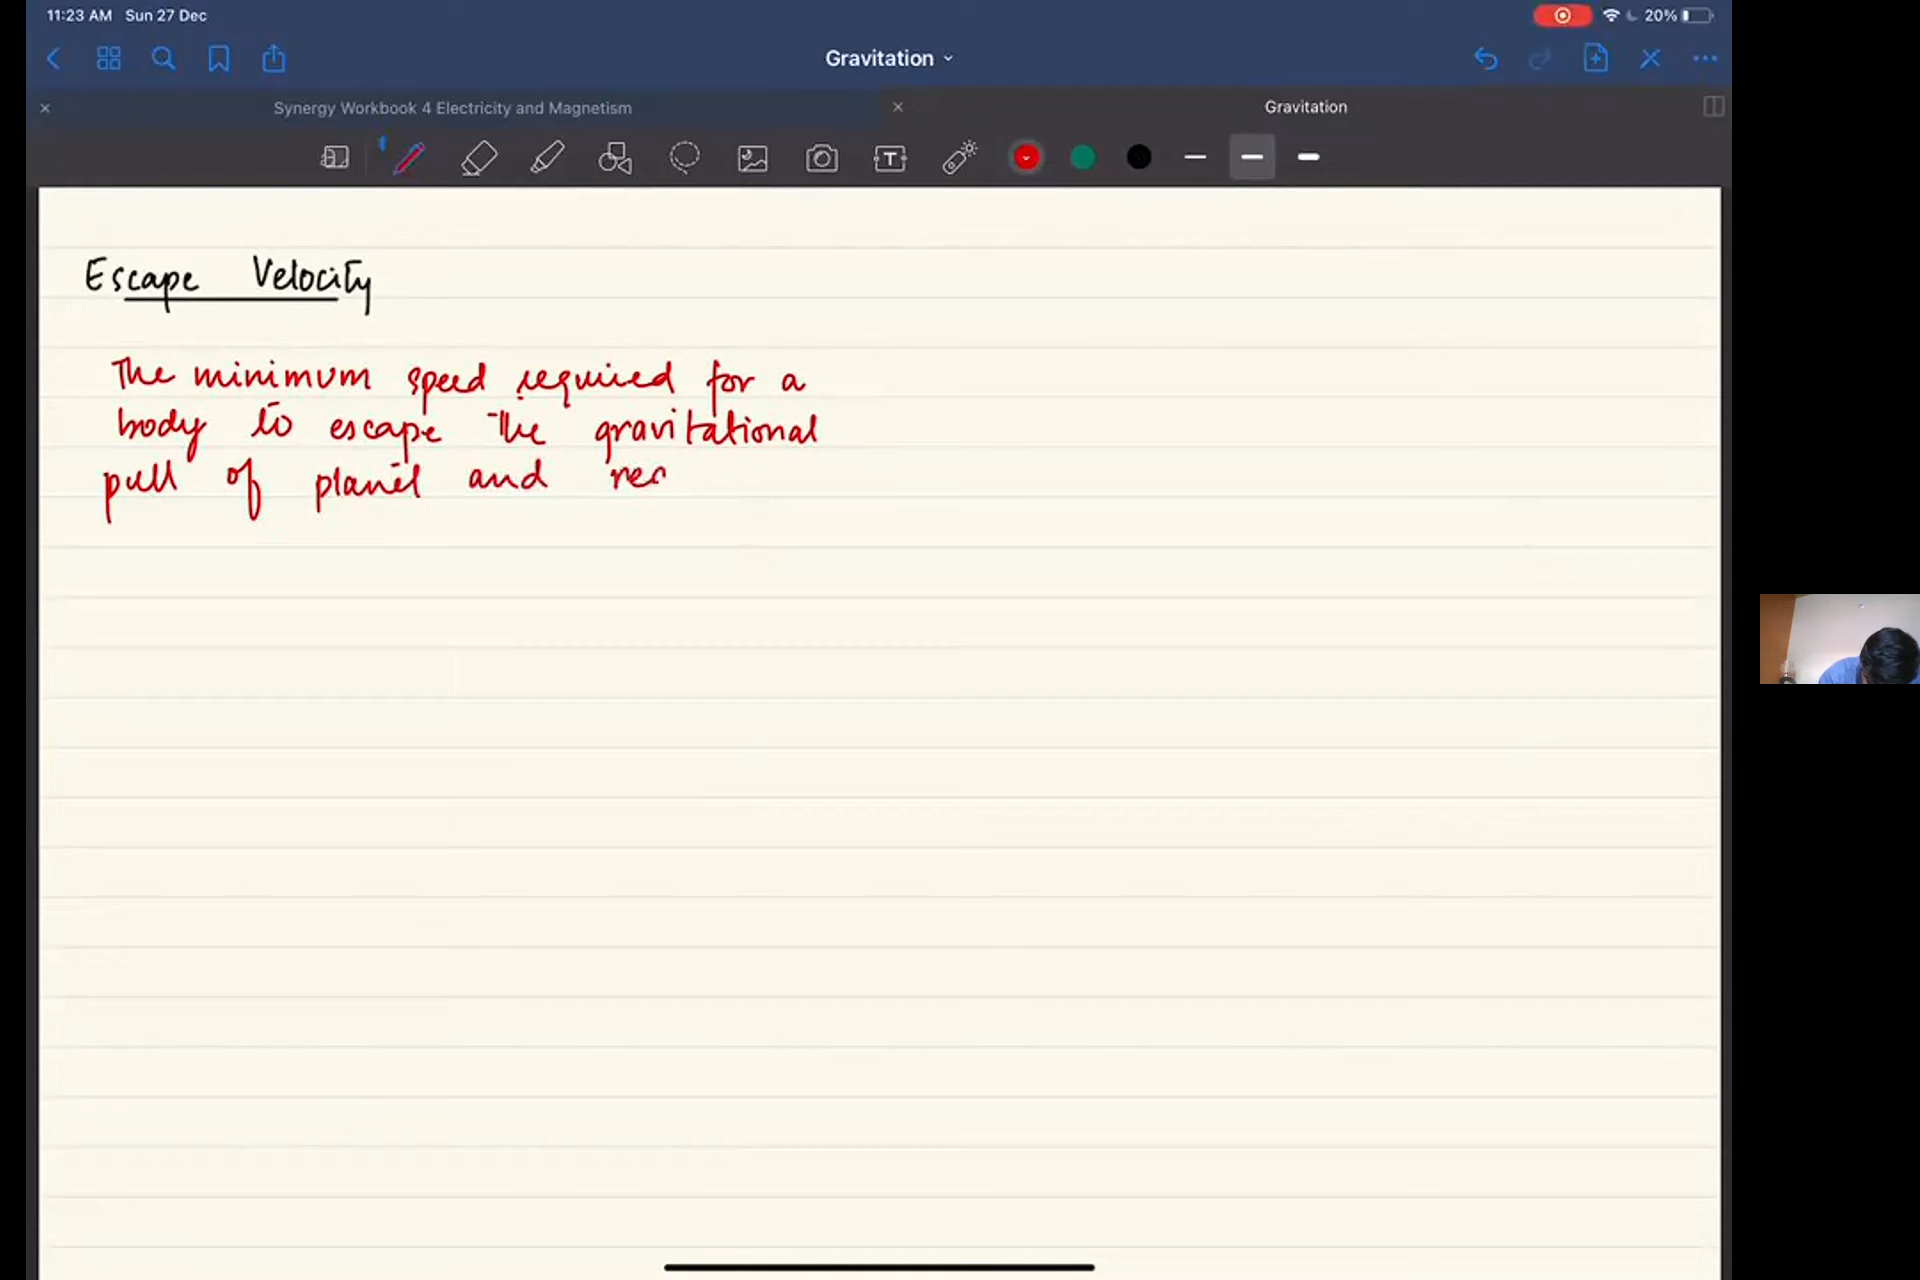 11:23 AM Sun 27 Dec
20%
Gravitation
Synergy Workbook 4 Electricity and Magnetism
Gravitation
T
Escape Velocity
The minimum speed required for a
body to escape the gravitational
pull of planet and rec